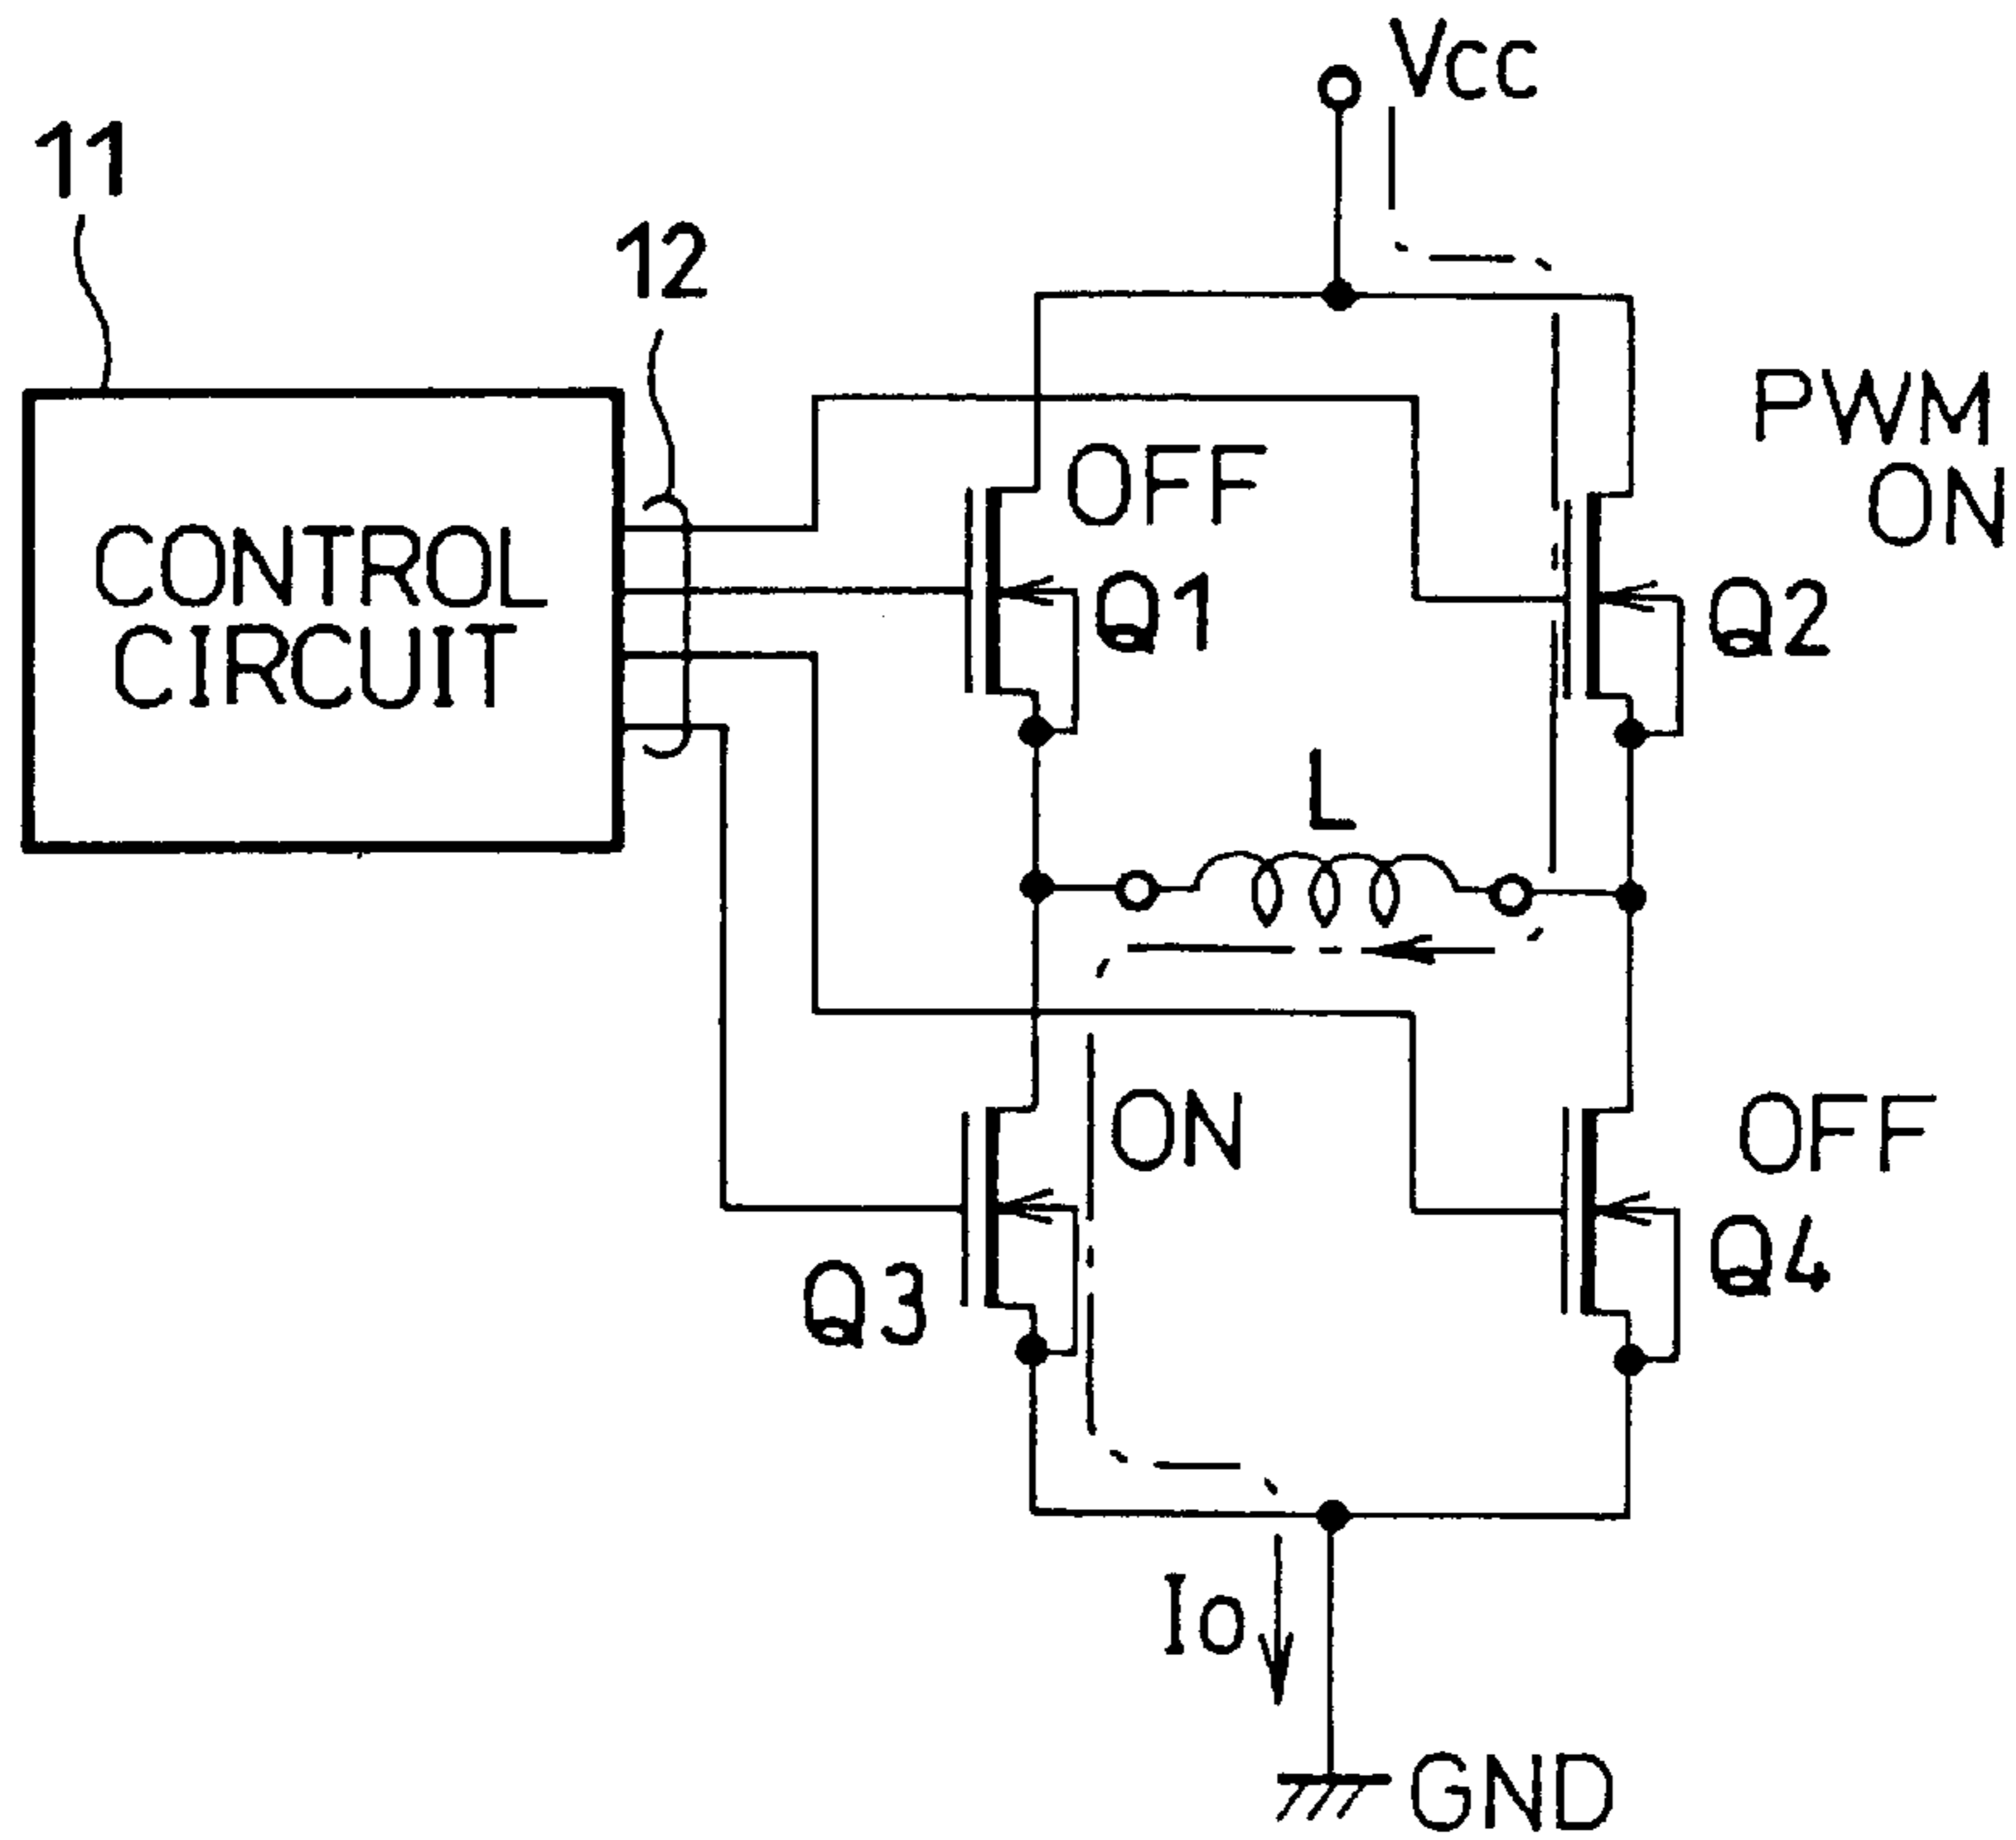 Vcc
11
12
PWM
ON
OFF
CONTROL
CIRCUIT
Q1
Q2
L
ON
OFF
Q3
Q4
Io
GND